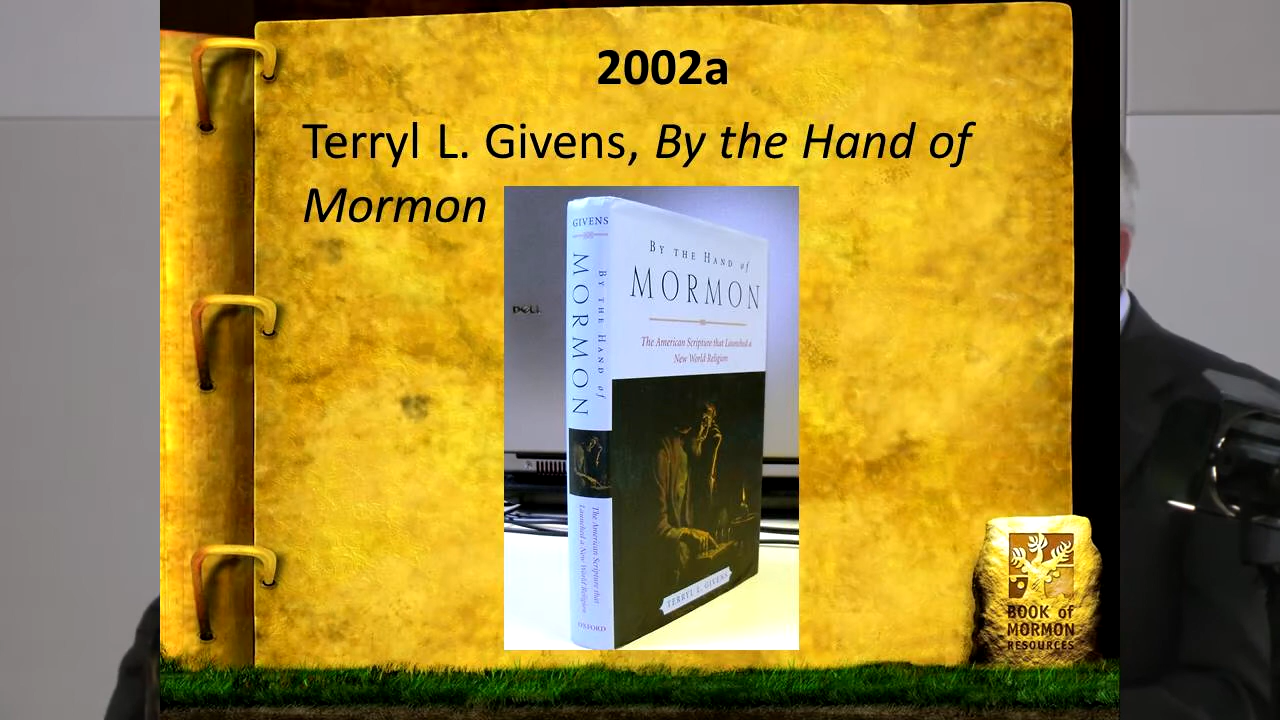 2002a
Terryl L. Givens, By the Hand of
Mormon
GIVENS
BY THE HAND of
MORMON
The American Scripture that
Launched a New World Religion
OXFORD
DELL
BY THE HAND of
MORMON
The American Scripture that Launched a
New World Religion
TERRYL L. GIVENS
BOOK of
MORMON
RESOURCES